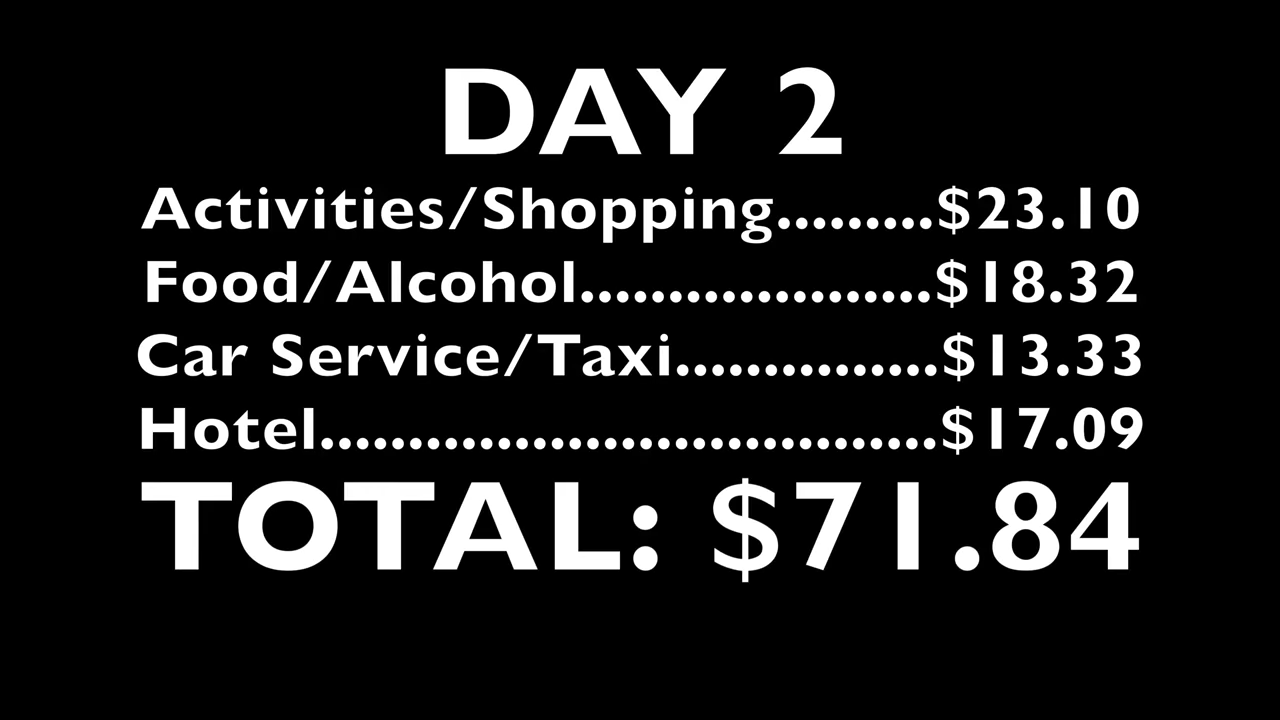 DAY 2
Activities/Shopping.........$23.10
Food/Alcohol....................$18.32
Car Service/Taxi...............$13.33
Hotel...................................$17.09
TOTAL: $71.84